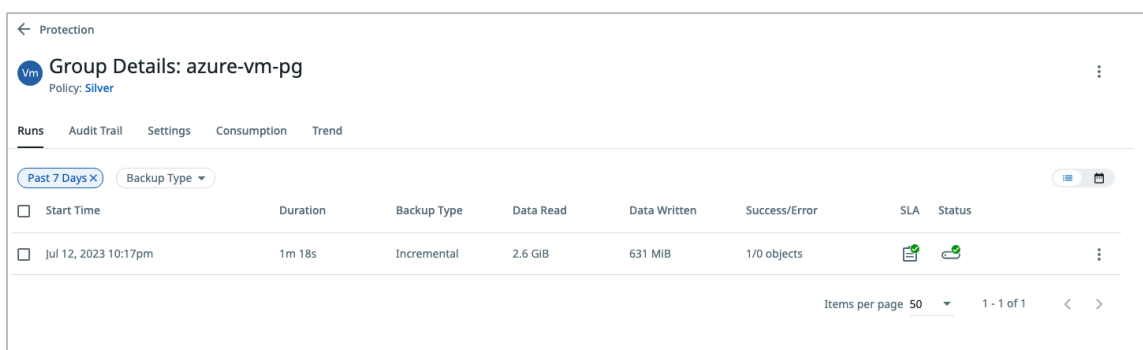 Protection
Vm Group Details: azure-vm-pg
Policy: Silver
Runs Audit Trail Settings Consumption Trend
Past 7 Days Backup Type
Start Time Duration Backup Type Data Read Data Written Success/Error SLA Status
Jul 12, 2023 10:17pm 1m 18s Incremental 2.6 GiB 631 MiB 1/0 objects
Items per page 50 1 - 1 of 1